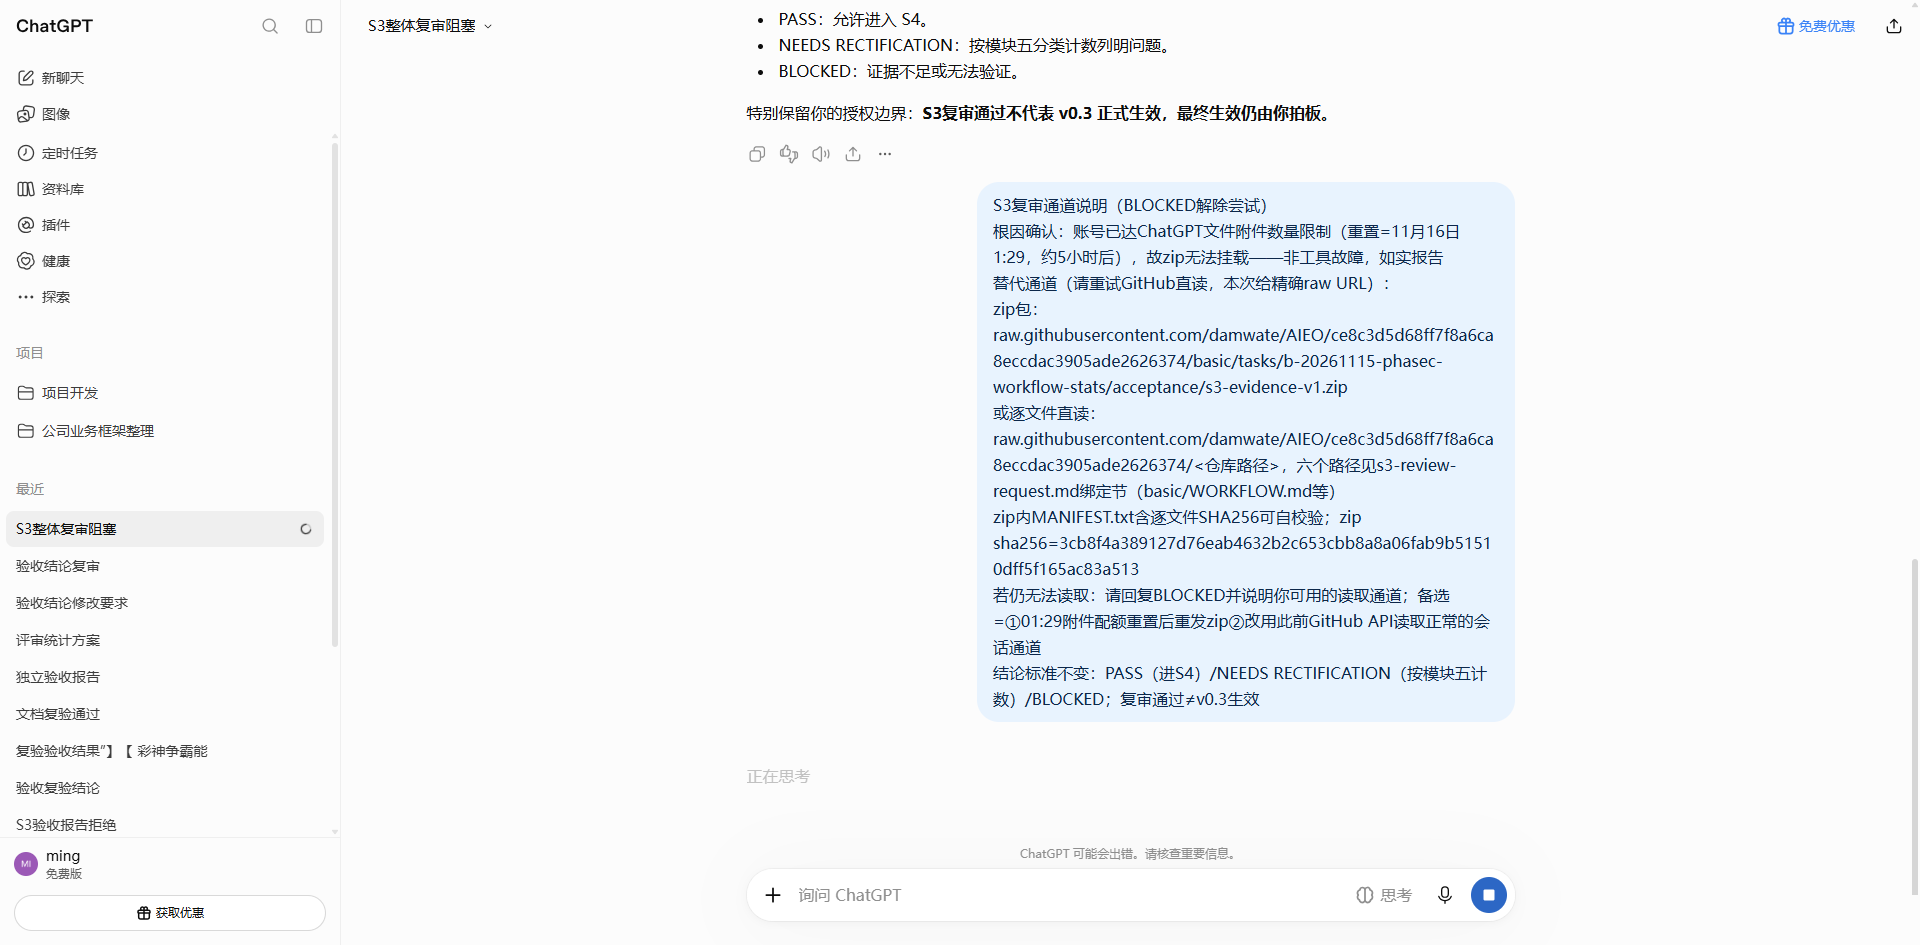 ChatGPT
新聊天
图像
定时任务
资料库
插件
健康
探索
项目
项目开发
公司业务框架整理
最近
S3整体复审阻塞
验收结论复审
验收结论修改要求
评审统计方案
独立验收报告
文档复验通过
复验验收结果”】【 彩神争霸能
验收复验结论
S3验收报告拒绝
MI
ming
免费版
获取优惠
S3整体复审阻塞
免费优惠
PASS：允许进入 S4。
NEEDS RECTIFICATION：按模块五分类计数列明问题。
BLOCKED：证据不足或无法验证。
特别保留你的授权边界：S3复审通过不代表 v0.3 正式生效，最终生效仍由你拍板。
S3复审通道说明（BLOCKED解除尝试）
根因确认：账号已达ChatGPT文件附件数量限制（重置=11月16日
1:29，约5小时后），故zip无法挂载——非工具故障，如实报告
替代通道（请重试GitHub直读，本次给精确raw URL）：
zip包：
raw.githubusercontent.com/damwate/AIEO/ce8c3d5d68ff7f8a6ca
8eccdac3905ade2626374/basic/tasks/b-20261115-phasec-
workflow-stats/acceptance/s3-evidence-v1.zip
或逐文件直读：
raw.githubusercontent.com/damwate/AIEO/ce8c3d5d68ff7f8a6ca
8eccdac3905ade2626374/<仓库路径>，六个路径见s3-review-
request.md绑定节（basic/WORKFLOW.md等）
zip内MANIFEST.txt含逐文件SHA256可自校验；zip
sha256=3cb8f4a389127d76eab4632b2c653cbb8a8a06fab9b5151
0dff5f165ac83a513
若仍无法读取：请回复BLOCKED并说明你可用的读取通道；备选
=①01:29附件配额重置后重发zip②改用此前GitHub API读取正常的会
话通道
结论标准不变：PASS（进S4）/NEEDS RECTIFICATION（按模块五计
数）/BLOCKED；复审通过≠v0.3生效
正在思考
ChatGPT 可能会出错。请核查重要信息。
询问 ChatGPT
思考